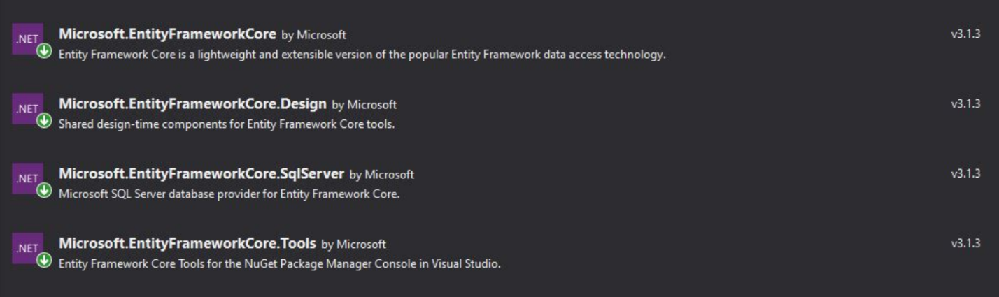 .NET
Microsoft.EntityFrameworkCore by Microsoft v3.1.3
Entity Framework Core is a lightweight and extensible version of the popular Entity Framework data access technology.
.NET
Microsoft.EntityFrameworkCore.Design by Microsoft v3.1.3
Shared design-time components for Entity Framework Core tools.
.NET
Microsoft.EntityFrameworkCore.SqlServer by Microsoft v3.1.3
Microsoft SQL Server database provider for Entity Framework Core.
.NET
Microsoft.EntityFrameworkCore.Tools by Microsoft v3.1.3
Entity Framework Core Tools for the NuGet Package Manager Console in Visual Studio.